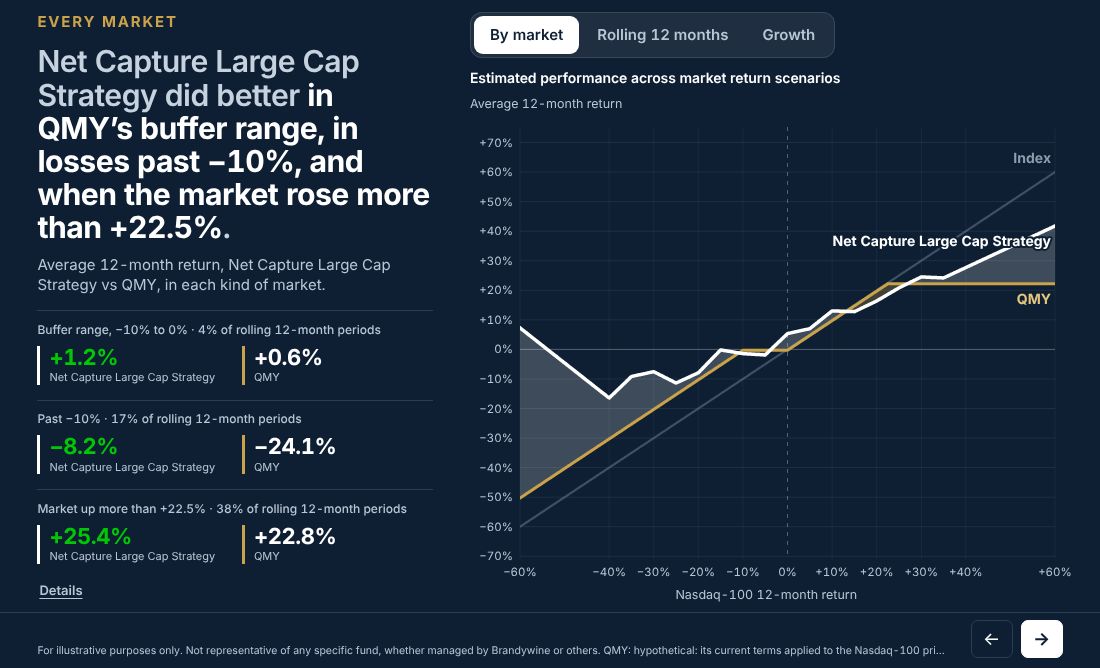 EVERY MARKET
Net Capture Large Cap
Strategy did better in
QMY’s buffer range, in
losses past −10%, and
when the market rose more
than +22.5%.
Average 12-month return, Net Capture Large Cap
Strategy vs QMY, in each kind of market.
Buffer range, −10% to 0% · 4% of rolling 12-month periods
+1.2%
Net Capture Large Cap Strategy
+0.6%
QMY
Past −10% · 17% of rolling 12-month periods
−8.2%
Net Capture Large Cap Strategy
−24.1%
QMY
Market up more than +22.5% · 38% of rolling 12-month periods
+25.4%
Net Capture Large Cap Strategy
+22.8%
QMY
Details
By market
Rolling 12 months
Growth
Estimated performance across market return scenarios
Average 12-month return
+70%
+60%
+50%
+40%
+30%
+20%
+10%
0%
−10%
−20%
−30%
−40%
−50%
−60%
−70%
Index
Net Capture Large Cap Strategy
QMY
−60%
−40%
−30%
−20%
−10%
0%
+10%
+20%
+30%
+40%
+60%
Nasdaq-100 12-month return
For illustrative purposes only. Not representative of any specific fund, whether managed by Brandywine or others. QMY: hypothetical: its current terms applied to the Nasdaq-100 pri…